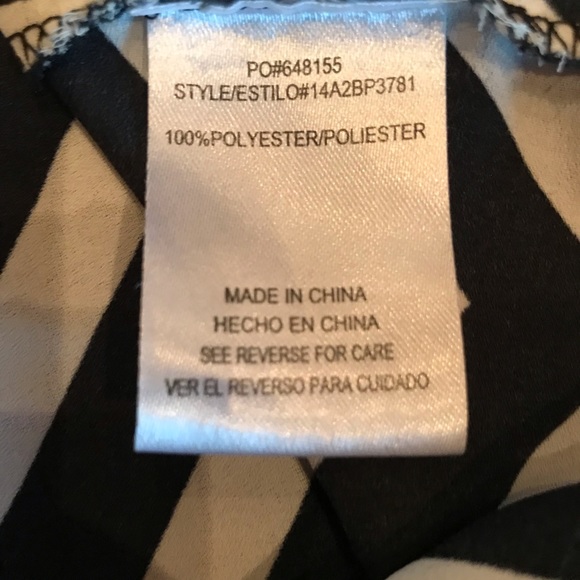 PO#648155
STYLE/ESTILO#14A2BP3781
100%POLYESTER/POLIESTER
MADE IN CHINA
HECHO EN CHINA
SEE REVERSE FOR CARE
VER EL REVERSO PARA CUIDADO